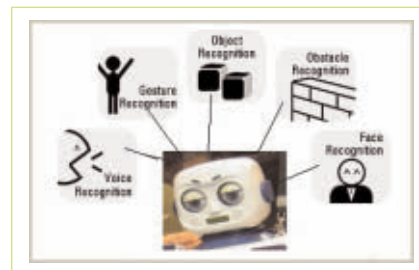 Object
Recognition
Obstacle
Recognition
Gesture
Recognition
Face
Recognition
Voice
Recognition